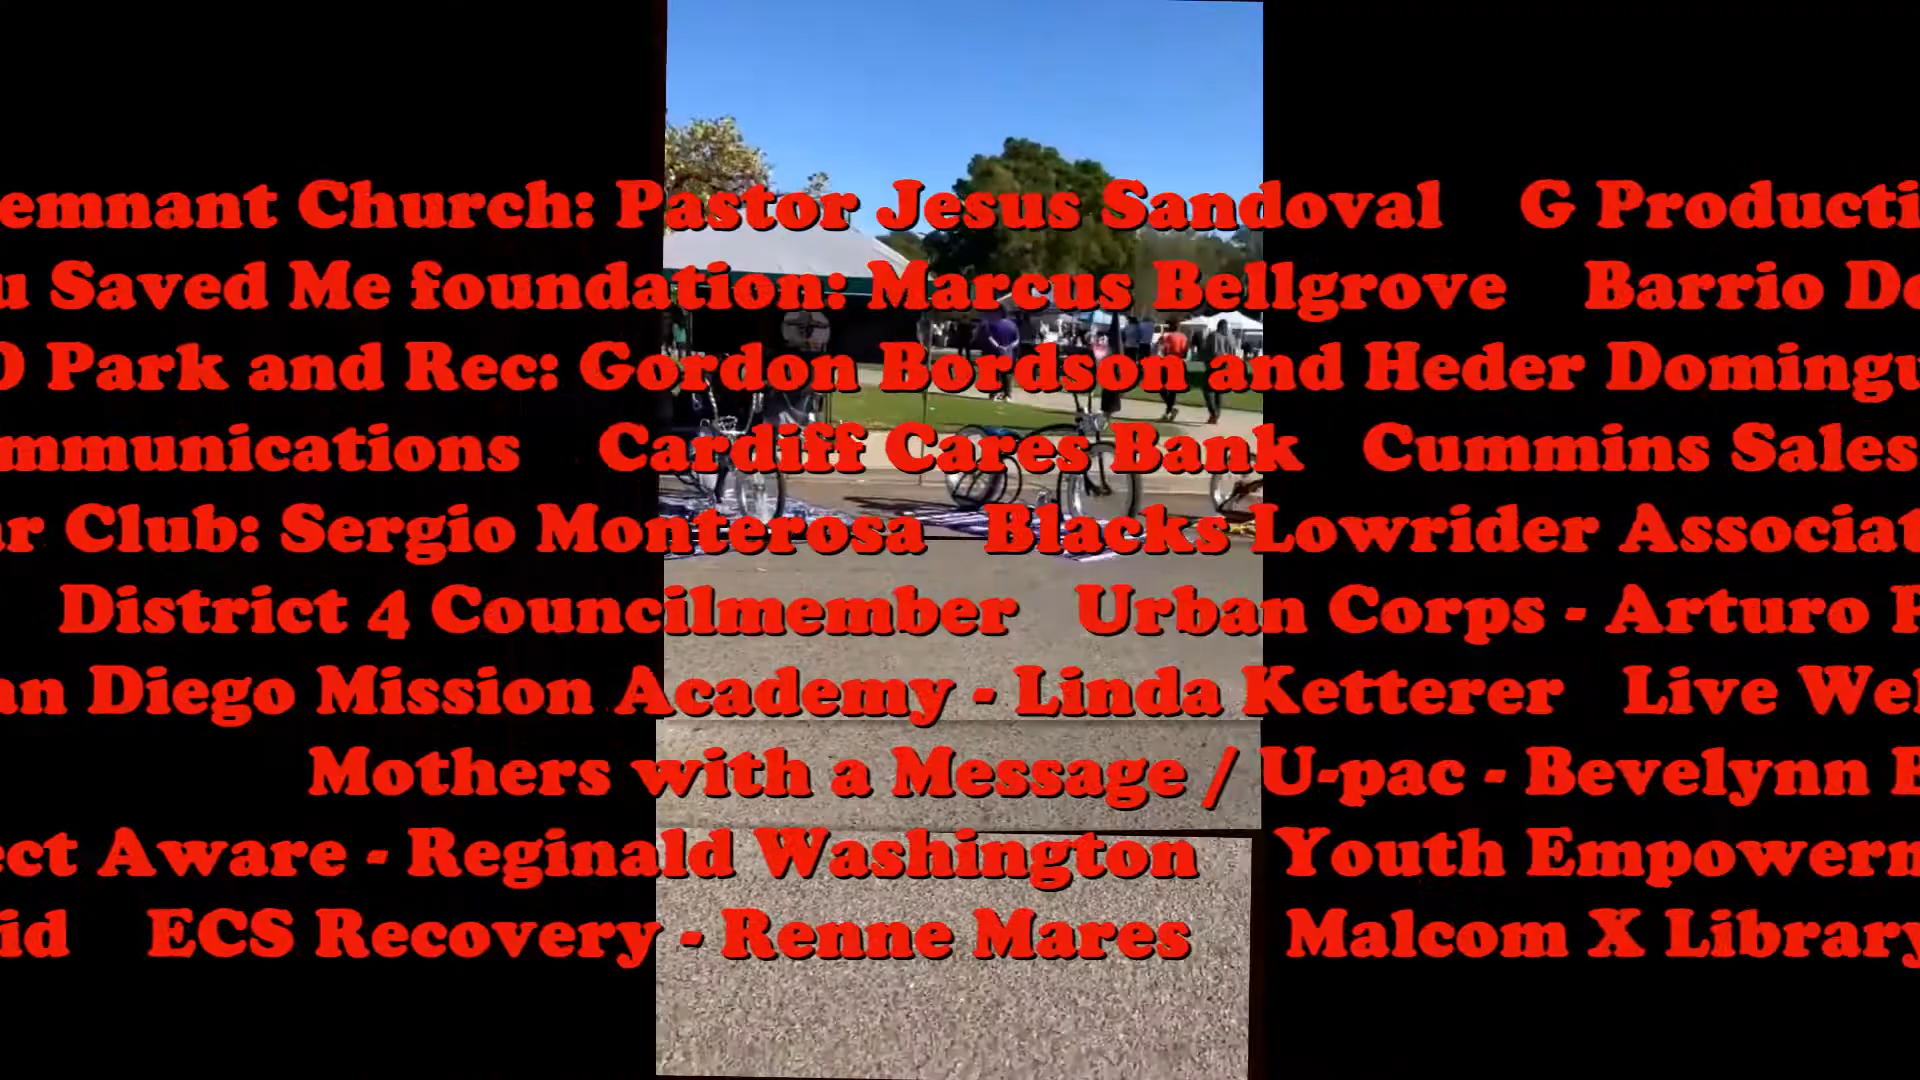 emnant Church: Pastor Jesus Sandoval G Producti
u Saved Me foundation: Marcus Bellgrove Barrio
Park and Rec: Gordon Bordson and Heder Domingu
mmunications Cardiff Cares Bank Cummins Sales
ar Club: Sergio Monterosa Blacks Lowrider Associat
District 4 Councilmember Urban Corps - Arturo
an Diego Mission Academy - Linda Ketterer Live Wel
Mothers with a Message / U-pac - Bevelynn
ect Aware - Reginald Washington Youth Empower
id ECS Recovery - Renne Mares Malcom X Library